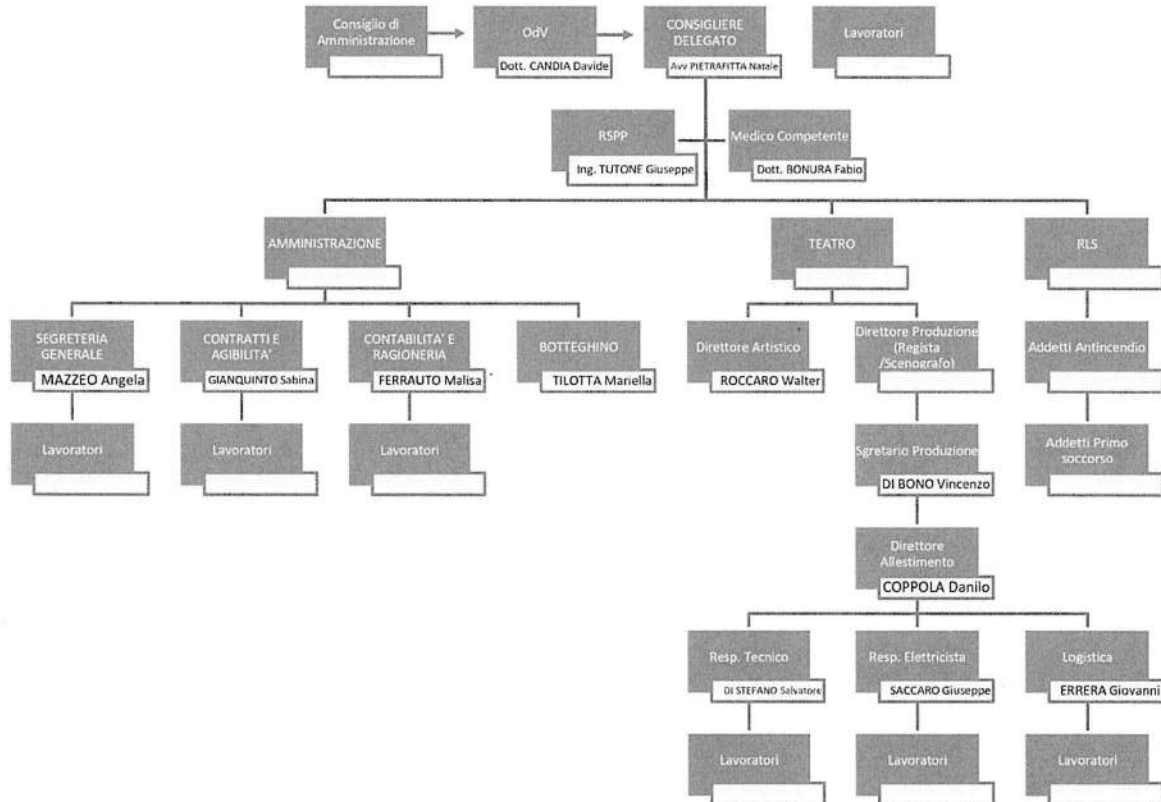 Consiglio di
Amministrazione
OdV
Dott. CANDIA Davide
CONSIGLIERE
DELEGATO
Avv PIETRAFITTA Natale
Lavoratori
RSPP
Ing. TUTONE Giuseppe
Medico Competente
Dott. BONURA Fabio
AMMINISTRAZIONE
TEATRO
RLS
SEGRETERIA
GENERALE
MAZZEO Angela
CONTRATTI E
AGIBILITA'
GIANQUINTO Sabina
CONTABILITA' E
RAGIONERIA
FERRAUTO Malisa
BOTTEGHINO
TILOTTA Mariella
Direttore Artistico
ROCCARO Walter
Direttore Produzione
(Regista
/Scenografo)
Addetti Antincendio
Lavoratori
Lavoratori
Lavoratori
Sgretario Produzione
DI BONO Vincenzo
Addetti Primo
soccorso
Direttore
Allestimento
COPPOLA Danilo
Resp. Tecnico
DI STEFANO Salvatore
Resp. Elettricista
SACCARO Giuseppe
Logistica
ERRERA Giovanni
Lavoratori
Lavoratori
Lavoratori